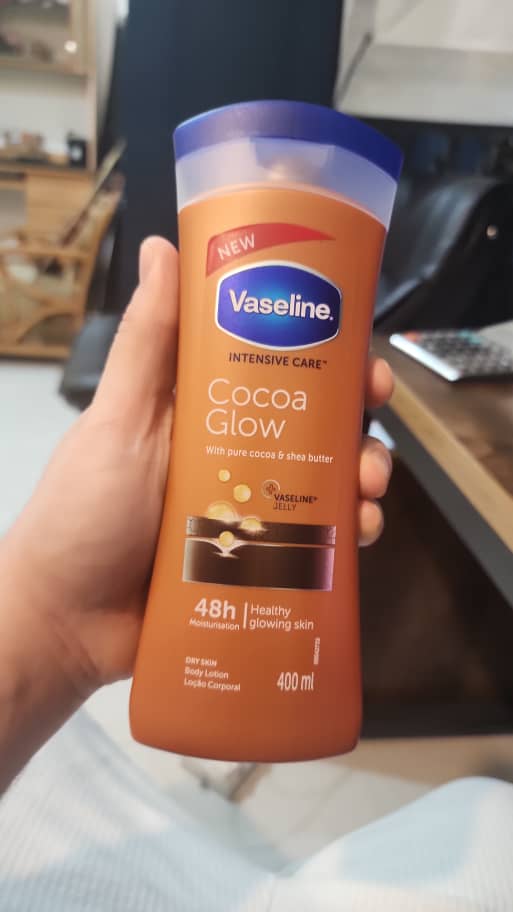 NEW
Vaseline.
INTENSIVE CARE™
Cocoa
Glow
With pure cocoa & shea butter
VASELINE®
JELLY
48h
Moisturisation
Healthy
glowing skin
DRY SKIN
Body Lotion
Loção Corporal
400 ml